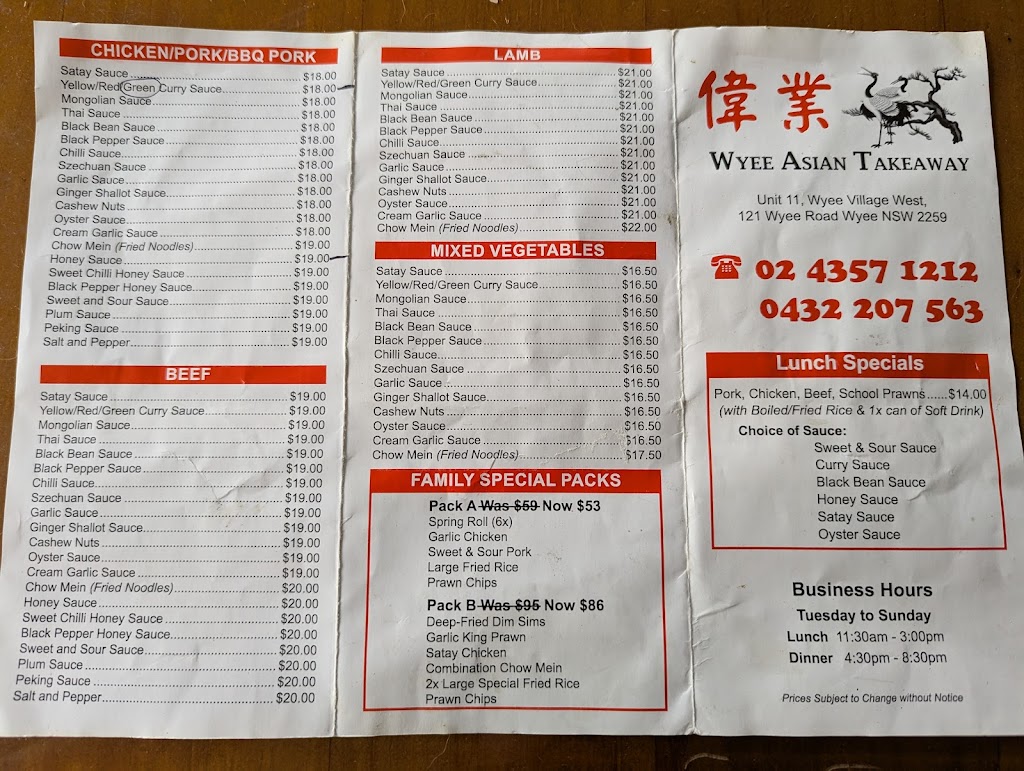 CHICKEN/PORK/BBQ PORK
Satay Sauce $18.00
Yellow/Red/Green Curry Sauce $18.00
Mongolian Sauce $18.00
Thai Sauce $18.00
Black Bean Sauce $18.00
Black Pepper Sauce $18.00
Chilli Sauce $18.00
Szechuan Sauce $18.00
Garlic Sauce $18.00
Ginger Shallot Sauce $18.00
Cashew Nuts $18.00
Oyster Sauce $18.00
Cream Garlic Sauce $18.00
Chow Mein (Fried Noodles) $19.00
Honey Sauce $19.00
Sweet Chilli Honey Sauce $19.00
Black Pepper Honey Sauce $19.00
Sweet and Sour Sauce $19.00
Plum Sauce $19.00
Peking Sauce $19.00
Salt and Pepper $19.00
BEEF
Satay Sauce $19.00
Yellow/Red/Green Curry Sauce $19.00
Mongolian Sauce $19.00
Thai Sauce $19.00
Black Bean Sauce $19.00
Black Pepper Sauce $19.00
Chilli Sauce $19.00
Szechuan Sauce $19.00
Garlic Sauce $19.00
Ginger Shallot Sauce $19.00
Cashew Nuts $19.00
Oyster Sauce $19.00
Cream Garlic Sauce $19.00
Chow Mein (Fried Noodles) $20.00
Honey Sauce $20.00
Sweet Chilli Honey Sauce $20.00
Black Pepper Honey Sauce $20.00
Sweet and Sour Sauce $20.00
Plum Sauce $20.00
Peking Sauce $20.00
Salt and Pepper $20.00
LAMB
Satay Sauce $21.00
Yellow/Red/Green Curry Sauce $21.00
Mongolian Sauce $21.00
Thai Sauce $21.00
Black Bean Sauce $21.00
Black Pepper Sauce $21.00
Chilli Sauce $21.00
Szechuan Sauce $21.00
Garlic Sauce $21.00
Ginger Shallot Sauce $21.00
Cashew Nuts $21.00
Oyster Sauce $21.00
Cream Garlic Sauce $21.00
Chow Mein (Fried Noodles) $22.00
MIXED VEGETABLES
Satay Sauce $16.50
Yellow/Red/Green Curry Sauce $16.50
Mongolian Sauce $16.50
Thai Sauce $16.50
Black Bean Sauce $16.50
Black Pepper Sauce $16.50
Chilli Sauce $16.50
Szechuan Sauce $16.50
Garlic Sauce $16.50
Ginger Shallot Sauce $16.50
Cashew Nuts $16.50
Oyster Sauce $16.50
Cream Garlic Sauce $16.50
Chow Mein (Fried Noodles) $17.50
FAMILY SPECIAL PACKS
Pack A Was $59 Now $53
Spring Roll (6x)
Garlic Chicken
Sweet & Sour Pork
Large Fried Rice
Prawn Chips
Pack B Was $95 Now $86
Deep-Fried Dim Sims
Garlic King Prawn
Satay Chicken
Combination Chow Mein
2x Large Special Fried Rice
Prawn Chips
偉業
WYEE ASIAN TAKEAWAY
Unit 11, Wyee Village West,
121 Wyee Road Wyee NSW 2259
02 4357 1212
0432 207 563
Lunch Specials
Pork, Chicken, Beef, School Prawns $14.00
(with Boiled/Fried Rice & 1x can of Soft Drink)
Choice of Sauce:
Sweet & Sour Sauce
Curry Sauce
Black Bean Sauce
Honey Sauce
Satay Sauce
Oyster Sauce
Business Hours
Tuesday to Sunday
Lunch 11:30am - 3:00pm
Dinner 4:30pm - 8:30pm
Prices Subject to Change without Notice